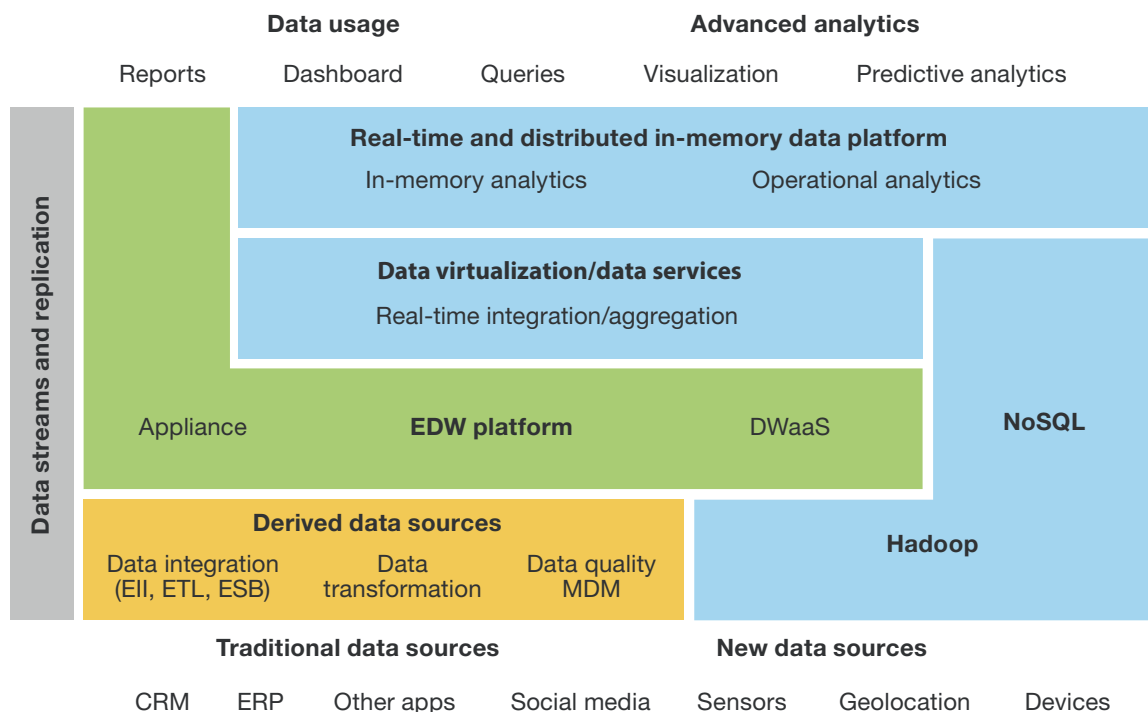 Data usage
Advanced analytics
Reports
Dashboard
Queries
Visualization
Predictive analytics
Data streams and replication
Real-time and distributed in-memory data platform
In-memory analytics
Operational analytics
Data virtualization/data services
Real-time integration/aggregation
Appliance
EDW platform
DWaaS
NoSQL
Hadoop
Derived data sources
Data integration
(EII, ETL, ESB)
Data
transformation
Data quality
MDM
Traditional data sources
New data sources
CRM
ERP
Other apps
Social media
Sensors
Geolocation
Devices